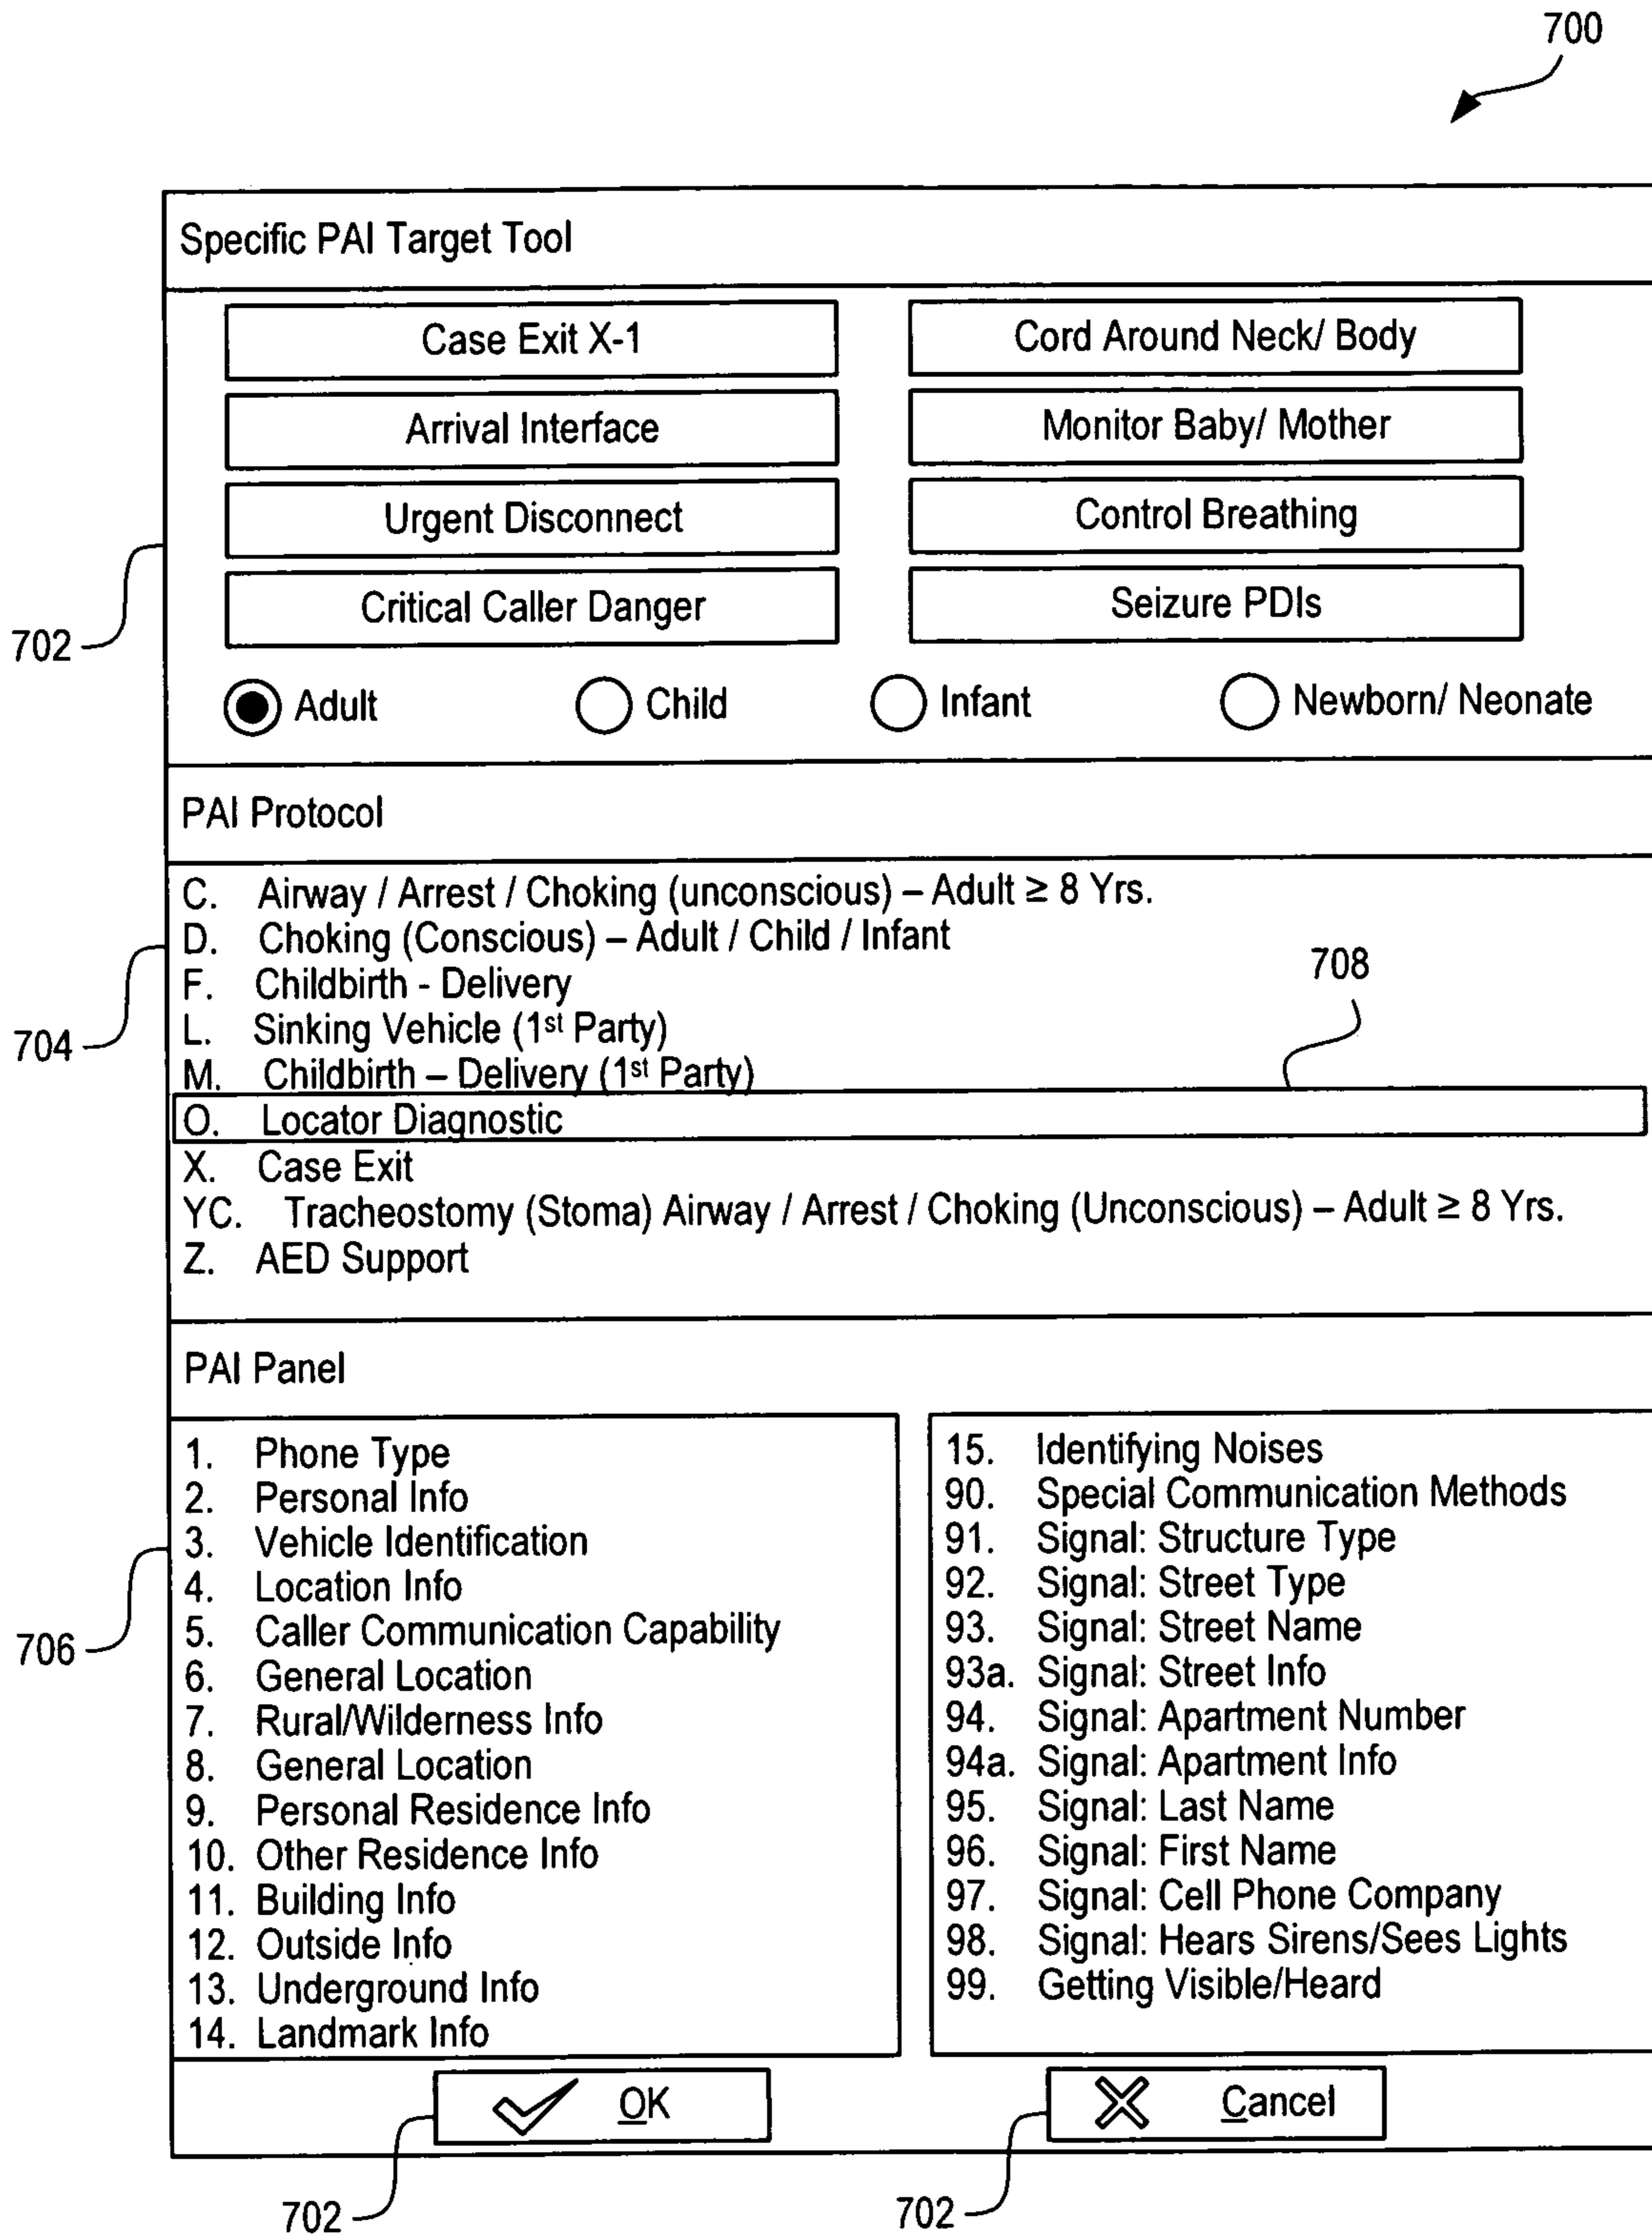 700
Specific PAI Target Tool
Case Exit X-1
Cord Around Neck/ Body
Arrival Interface
Monitor Baby/ Mother
Urgent Disconnect
Control Breathing
Critical Caller Danger
Seizure PDIs
702
Adult Child Infant Newborn/ Neonate
PAI Protocol
C. Airway / Arrest / Choking (unconscious) – Adult ≥ 8 Yrs.
D. Choking (Conscious) – Adult / Child / Infant
F. Childbirth - Delivery
708
704
L. Sinking Vehicle (1st Party)
M. Childbirth – Delivery (1st Party)
O. Locator Diagnostic
X. Case Exit
YC. Tracheostomy (Stoma) Airway / Arrest / Choking (Unconscious) – Adult ≥ 8 Yrs.
Z. AED Support
PAI Panel
1. Phone Type
2. Personal Info
3. Vehicle Identification
4. Location Info
5. Caller Communication Capability
706
6. General Location
7. Rural/Wilderness Info
8. General Location
9. Personal Residence Info
10. Other Residence Info
11. Building Info
12. Outside Info
13. Underground Info
14. Landmark Info
15. Identifying Noises
90. Special Communication Methods
91. Signal: Structure Type
92. Signal: Street Type
93. Signal: Street Name
93a. Signal: Street Info
94. Signal: Apartment Number
94a. Signal: Apartment Info
95. Signal: Last Name
96. Signal: First Name
97. Signal: Cell Phone Company
98. Signal: Hears Sirens/Sees Lights
99. Getting Visible/Heard
OK
Cancel
702
702